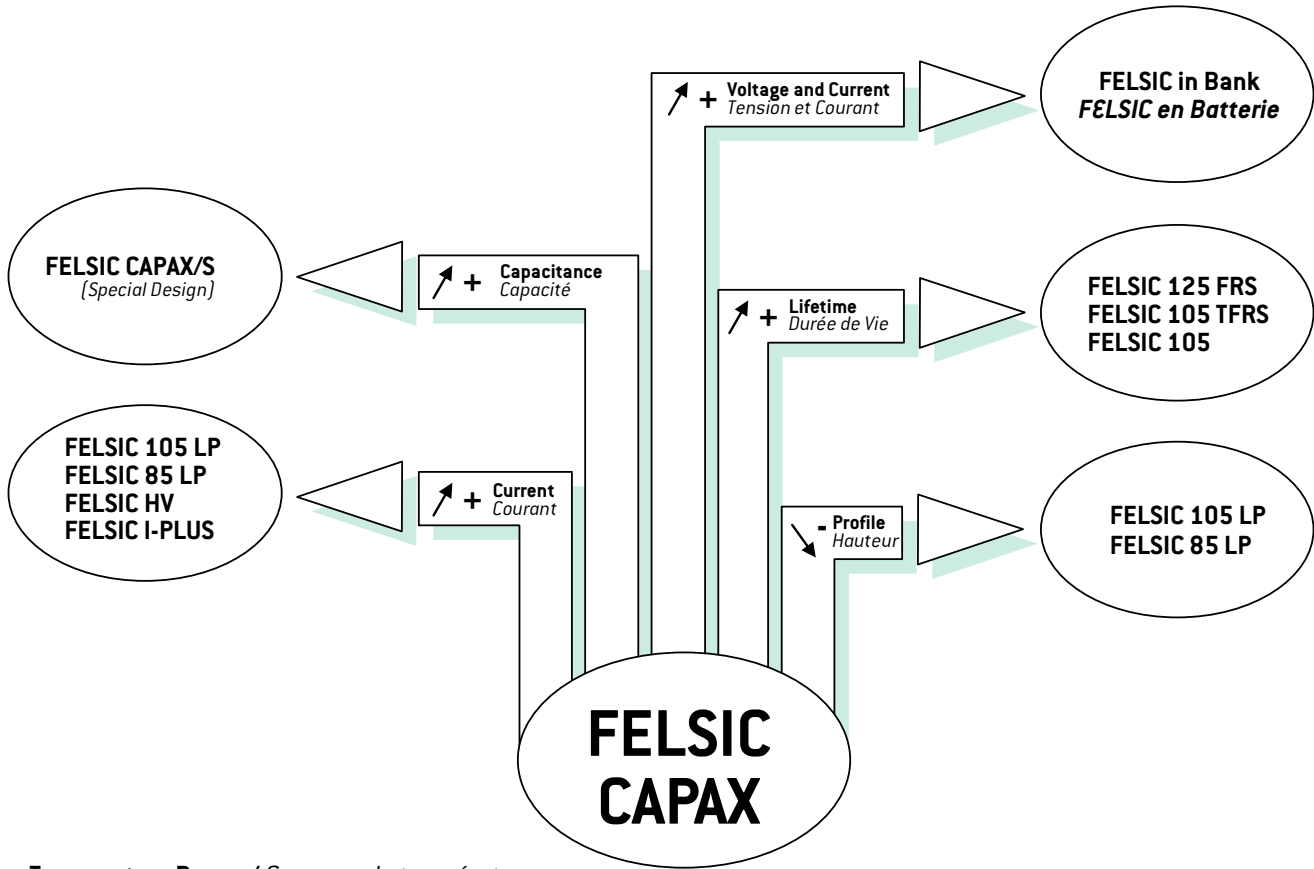 + Voltage and Current
Tension et Courant
FELSIC in Bank
FELSIC en Batterie
FELSIC CAPAX/S
(Special Design)
+ Capacitance
Capacité
+ Lifetime
Durée de Vie
FELSIC 125 FRS
FELSIC 105 TFRS
FELSIC 105
FELSIC 105 LP
FELSIC 85 LP
FELSIC HV
FELSIC I-PLUS
+ Current
Courant
- Profile
Hauteur
FELSIC 105 LP
FELSIC 85 LP
FELSIC
CAPAX